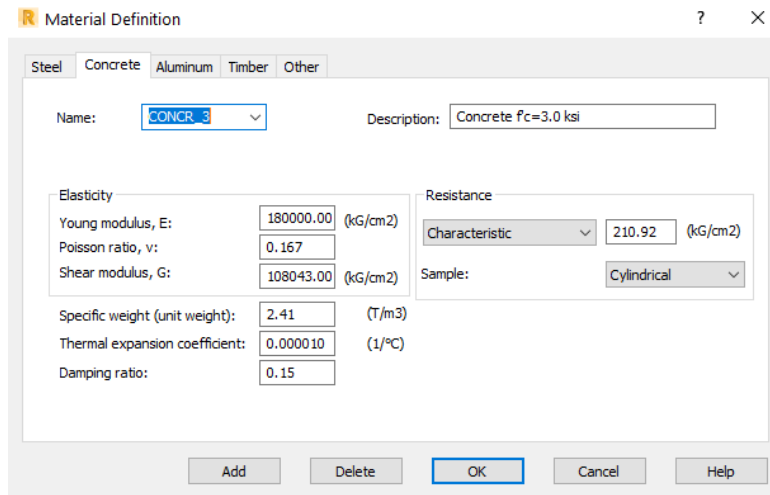 R Material Definition ? X
Steel Concrete Aluminum Timber Other
Name: CONCR_3 Description: Concrete f'c=3.0 ksi
Elasticity Resistance
Young modulus, E: 180000.00 (kG/cm2) Characteristic 210.92 (kG/cm2)
Poisson ratio, v: 0.167
Shear modulus, G: 108043.00 (kG/cm2) Sample: Cylindrical
Specific weight (unit weight): 2.41 (T/m3)
Thermal expansion coefficient: 0.000010 (1/°C)
Damping ratio: 0.15
Add Delete OK Cancel Help